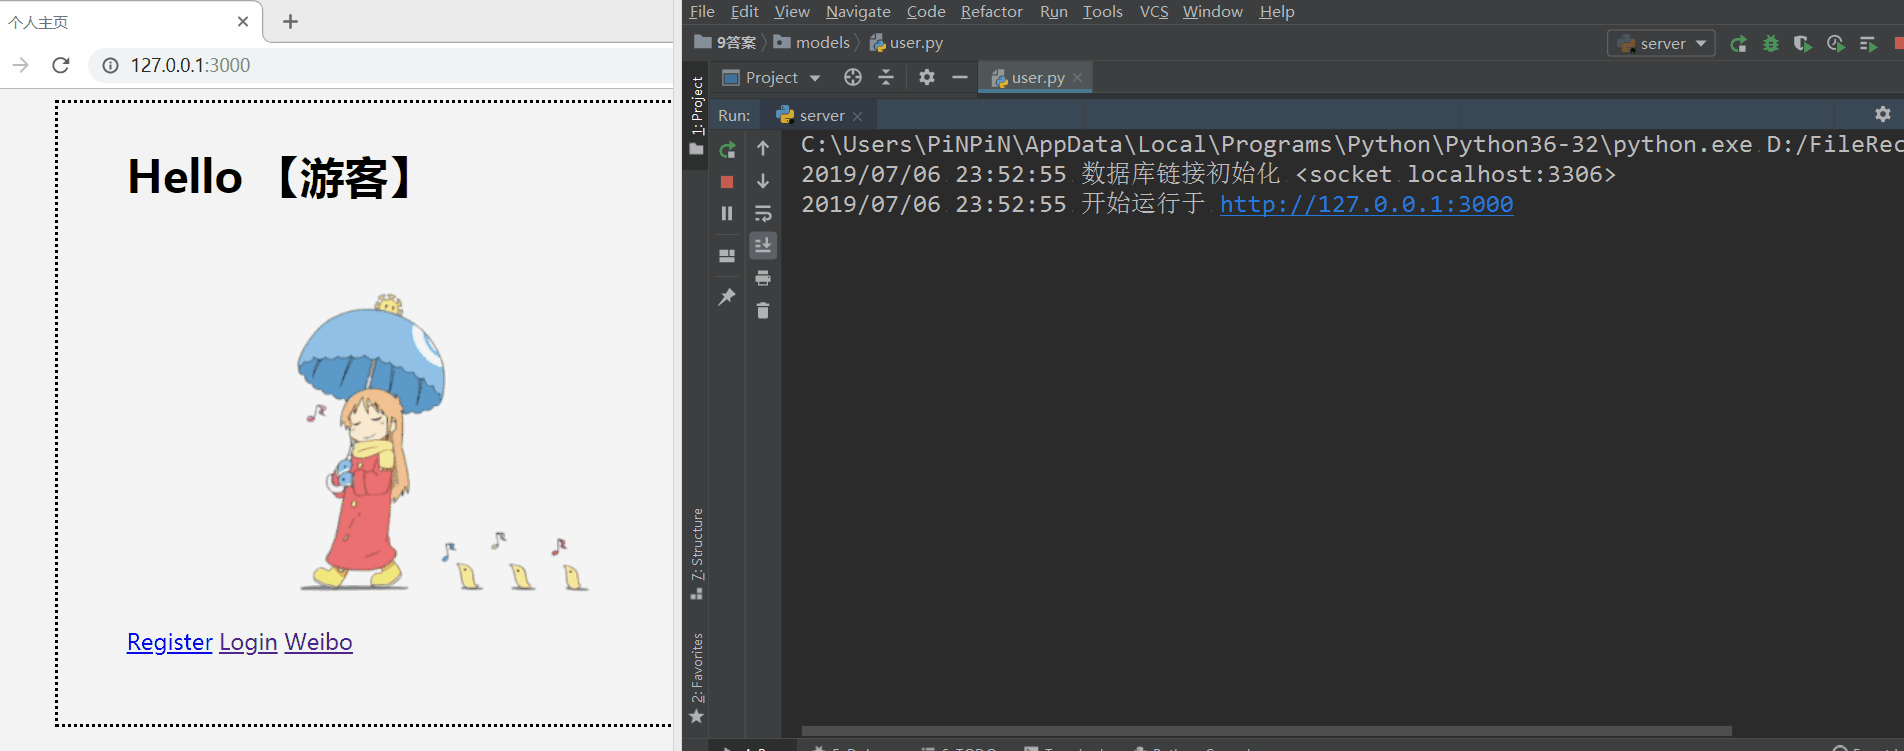 个人主页
127.0.0.1:3000
Hello 【游客】
Register Login Weibo
File Edit View Navigate Code Refactor Run Tools VCS Window Help
9答案 models user.py
server
Project
user.py
1: Project
Run: server
C:\Users\PiNPiN\AppData\Local\Programs\Python\Python36-32\python.exe D:/FileRec
2019/07/06 23:52:55 数据库链接初始化 <socket localhost:3306>
2019/07/06 23:52:55 开始运行于 http://127.0.0.1:3000
7: Structure
2: Favorites